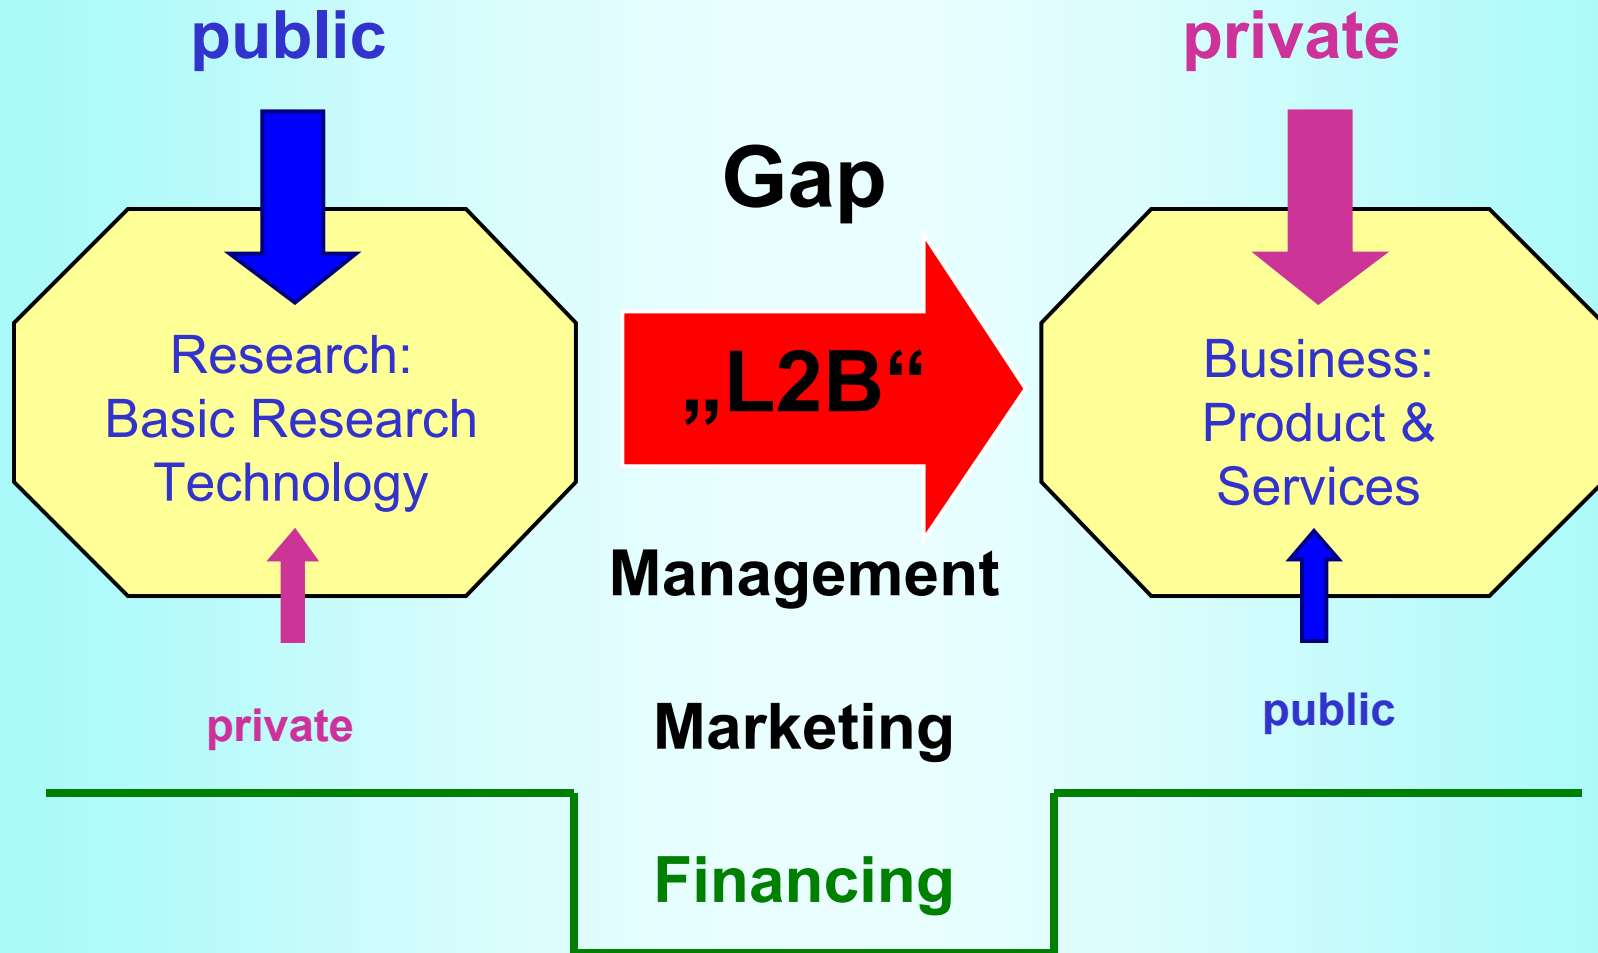 public
private
Gap
Research:
Basic Research
Technology
„L2B“
Business:
Product &
Services
Management
private
Marketing
public
Financing